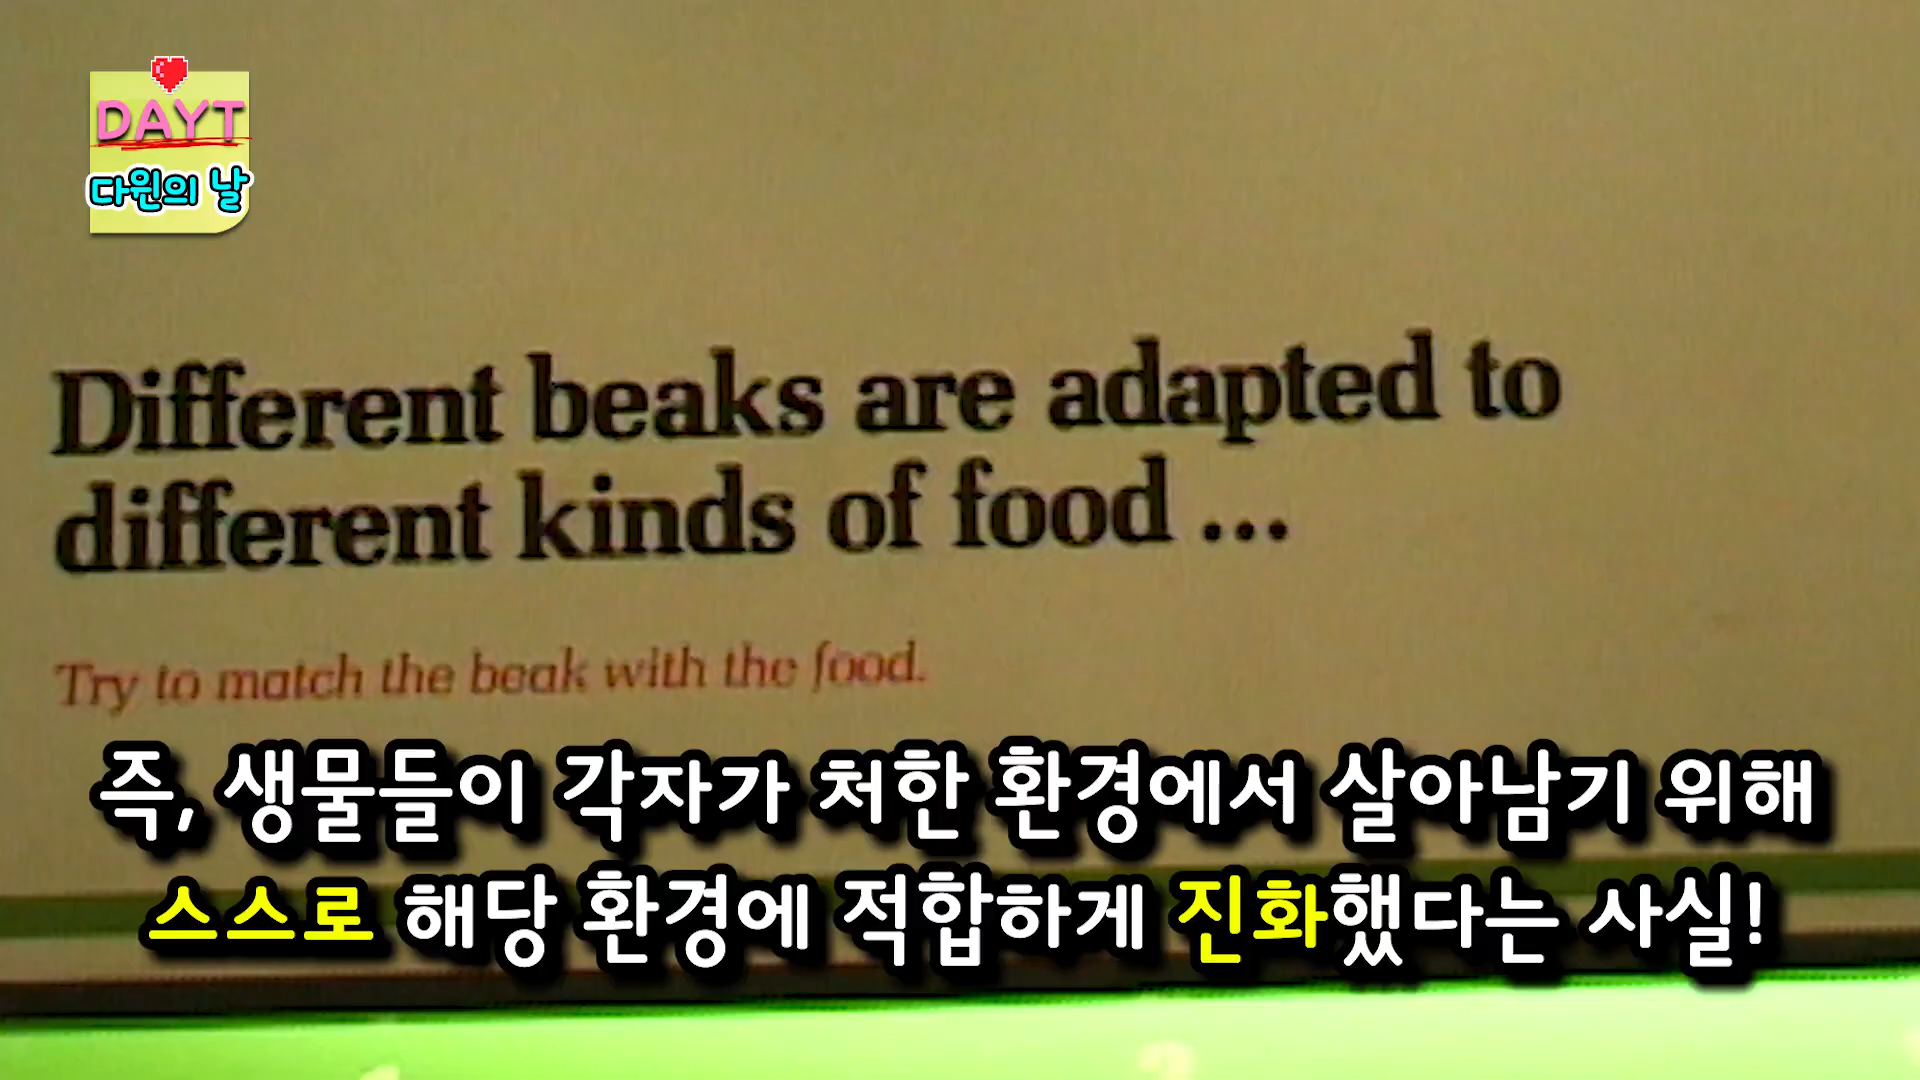 DAYT
다윈의 날
Different beaks are adapted to
different kinds of food ...
Try to match the beak with the food.
즉, 생물들이 각자가 처한 환경에서 살아남기 위해
스스로 해당 환경에 적합하게 진화했다는 사실!